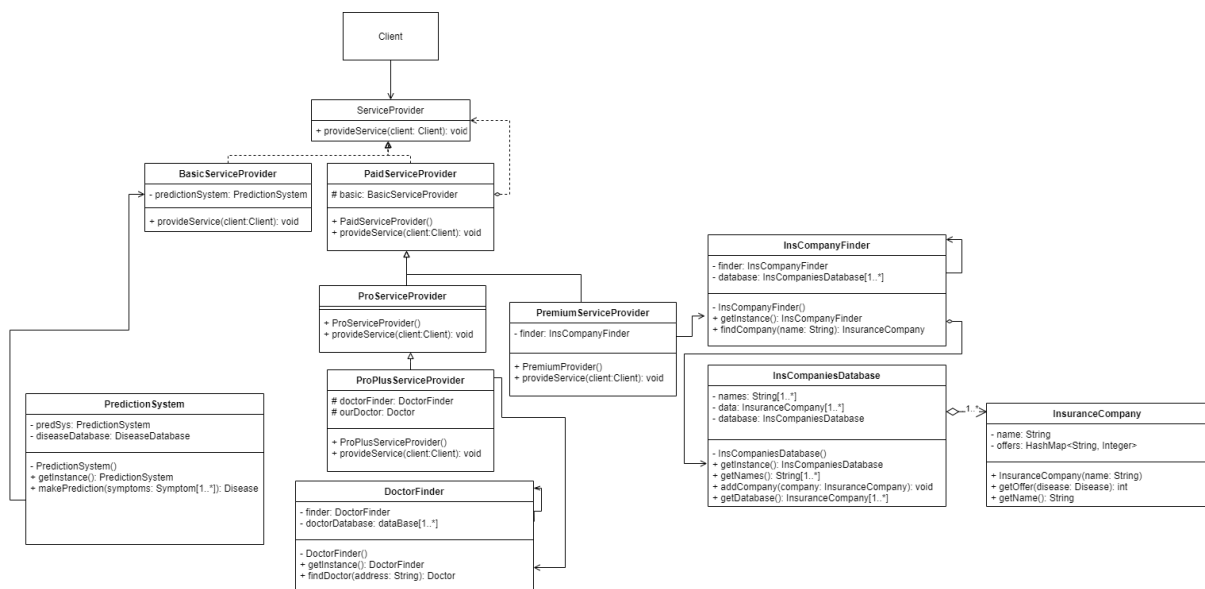 Client
ServiceProvider
+ provideService(client: Client): void
BasicServiceProvider
- predictionSystem: PredictionSystem
+ provideService(client:Client): void
PaidServiceProvider
# basic: BasicServiceProvider
+ PaidServiceProvider()
+ provideService(client:Client): void
InsCompanyFinder
- finder: InsCompanyFinder
- database: InsCompaniesDatabase[1..*]
- InsCompanyFinder()
+ getInstance(): InsCompanyFinder
+ findCompany(name: String): InsuranceCompany
ProServiceProvider
+ ProServiceProvider()
+ provideService(client:Client): void
PremiumServiceProvider
- finder: InsCompanyFinder
+ PremiumProvider()
+ provideService(client:Client): void
ProPlusServiceProvider
# doctorFinder: DoctorFinder
# ourDoctor: Doctor
+ ProPlusServiceProvider()
+ provideService(client:Client): void
InsCompaniesDatabase
- names: String[1..*]
- data: InsuranceCompany[1..*]
- database: InsCompaniesDatabase
- InsCompaniesDatabase()
+ getInstance(): InsCompaniesDatabase
+ getNames(): String[1..*]
+ addCompany(company: InsuranceCompany): void
+ getDatabase(): InsuranceCompany[1..*]
1..*
InsuranceCompany
- name: String
- offers: HashMap<String, Integer>
+ InsuranceCompany(name: String)
+ getOffer(disease: Disease): int
+ getName(): String
PredictionSystem
- predSys: PredictionSystem
- diseaseDatabase: DiseaseDatabase
- PredictionSystem()
+ getInstance(): PredictionSystem
+ makePrediction(symptoms: Symptom[1..*]): Disease
DoctorFinder
- finder: DoctorFinder
- doctorDatabase: dataBase[1..*]
- DoctorFinder()
+ getInstance(): DoctorFinder
+ findDoctor(address: String): Doctor